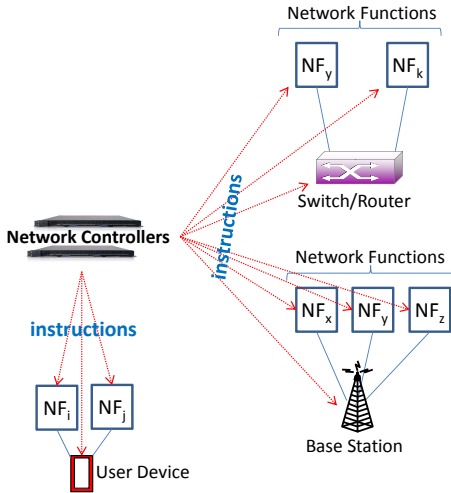 Network Functions
NFy
NFk
Switch/Router
instructions
Network Controllers
Network Functions
NFx
NFy
NFz
instructions
NFi
NFj
Base Station
User Device